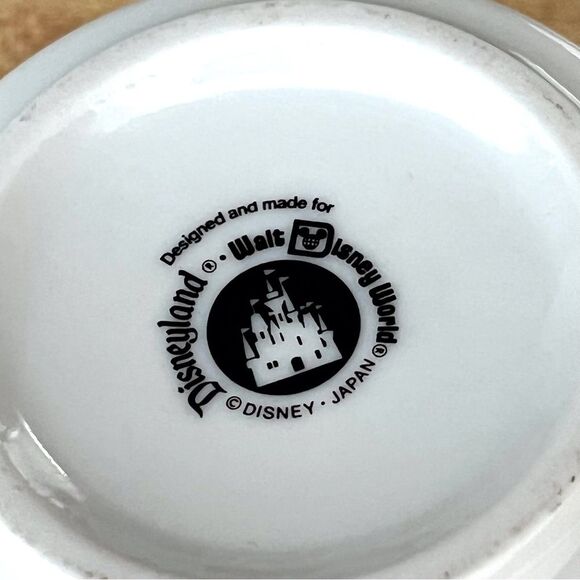 Designed and made for
Disneyland ® · Walt Disney World ®
© DISNEY · JAPAN